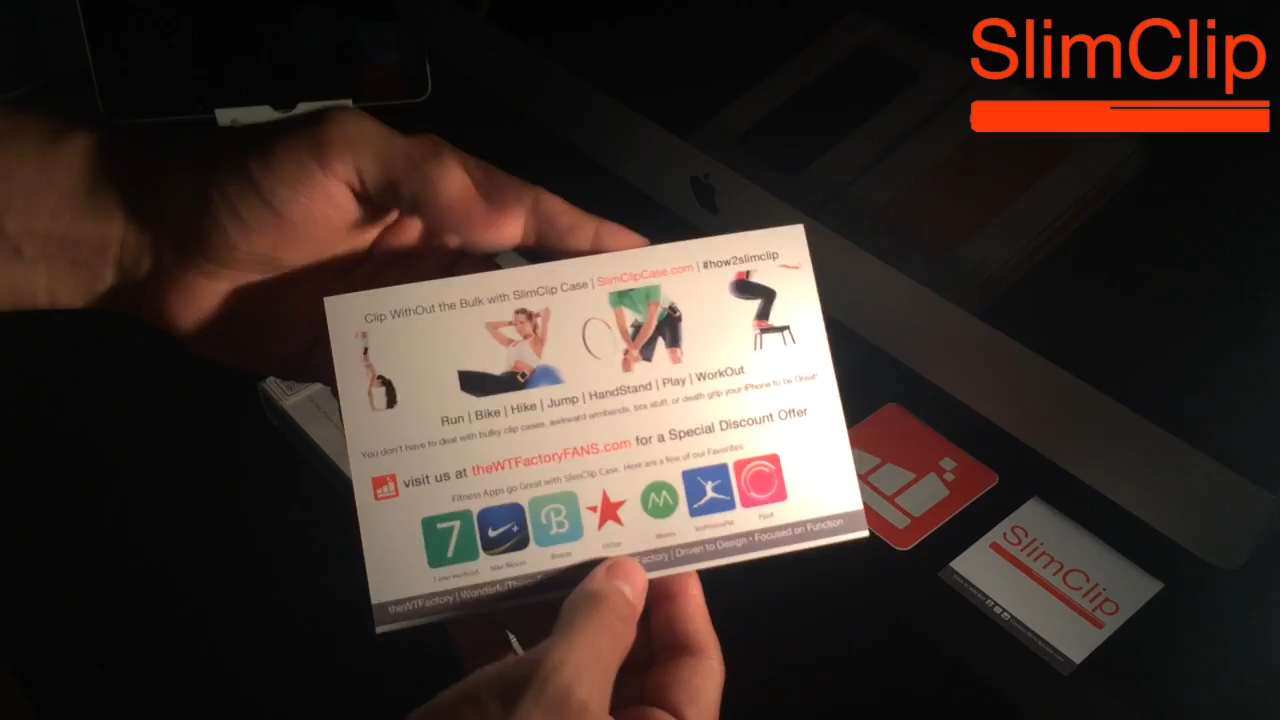 SlimClip
Clip WithOut the Bulk with SlimClip Case | SlimClipCase.com | #how2slimclip
Run | Bike | Hike | Jump | HandStand | Play | WorkOut
You don't have to deal with bulky clip cases, awkward armbands, bra stuff, or death grip your iPhone to be Great!
visit us at theWTFactoryFANS.com for a Special Discount Offer
Fitness Apps go Great with SlimClip Case. Here are a few of our Favorites:
7
B
M
7 min workout
Nike Moves
Breeze
Moves
MyFitnessPal
theWTFactory | WonderfulThings
Factory | Driven to Design • Focused on Function
SlimClip